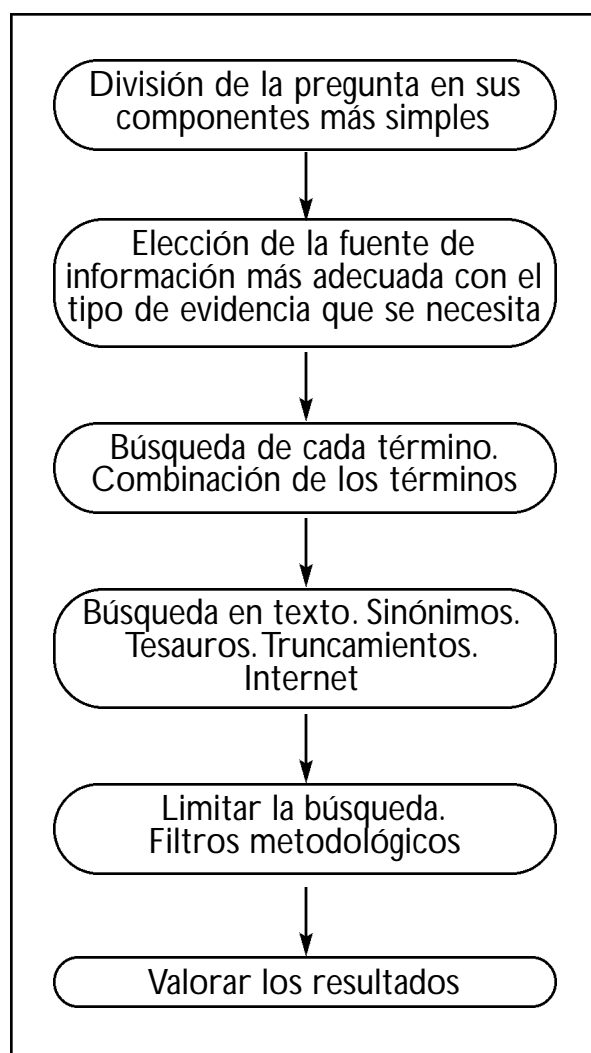 División de la pregunta en sus
componentes más simples
Elección de la fuente de
información más adecuada con el
tipo de evidencia que se necesita
Búsqueda de cada término.
Combinación de los términos
Búsqueda en texto. Sinónimos.
Tesauros. Truncamientos.
Internet
Limitar la búsqueda.
Filtros metodológicos
Valorar los resultados